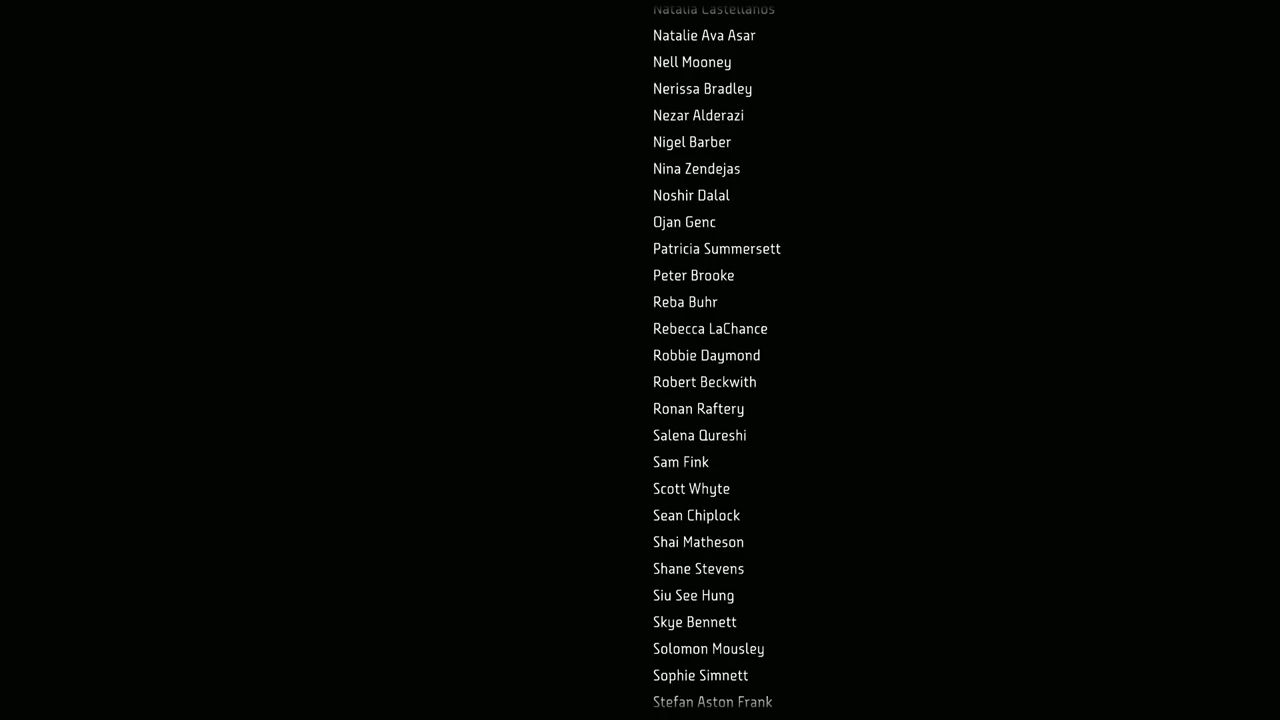 Natalia Castellanos
Natalie Ava Asar
Nell Mooney
Nerissa Bradley
Nezar Alderazi
Nigel Barber
Nina Zendejas
Noshir Dalal
Ojan Genc
Patricia Summersett
Peter Brooke
Reba Buhr
Rebecca LaChance
Robbie Daymond
Robert Beckwith
Ronan Raftery
Salena Qureshi
Sam Fink
Scott Whyte
Sean Chiplock
Shai Matheson
Shane Stevens
Siu See Hung
Skye Bennett
Solomon Mousley
Sophie Simnett
Stefan Aston Frank